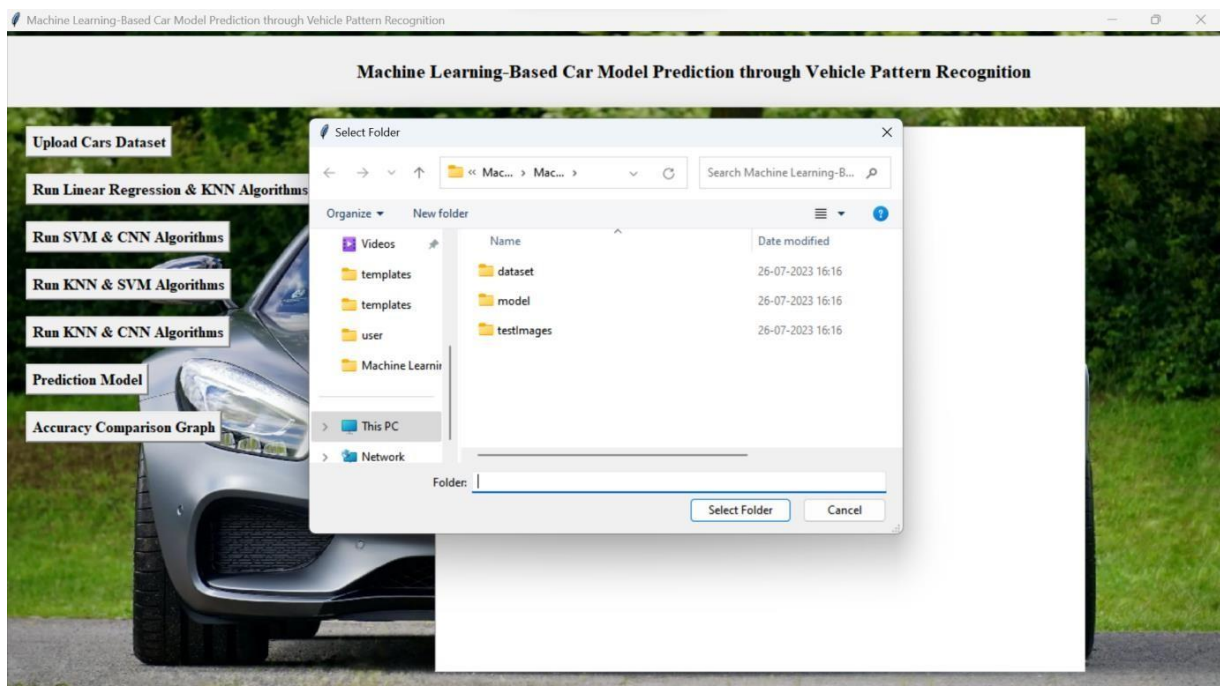 Machine Learning-Based Car Model Prediction through Vehicle Pattern Recognition
Machine Learning-Based Car Model Prediction through Vehicle Pattern Recognition
Upload Cars Dataset
Run Linear Regression & KNN Algorithms
Run SVM & CNN Algorithms
Run KNN & SVM Algorithms
Run KNN & CNN Algorithms
Prediction Model
Accuracy Comparison Graph
Select Folder
« Mac... › Mac... ›
Search Machine Learning-B...
Organize
New folder
Videos
templates
templates
user
Machine Learnin
This PC
Network
Name Date modified
dataset 26-07-2023 16:16
model 26-07-2023 16:16
testImages 26-07-2023 16:16
Folder:
Select Folder
Cancel